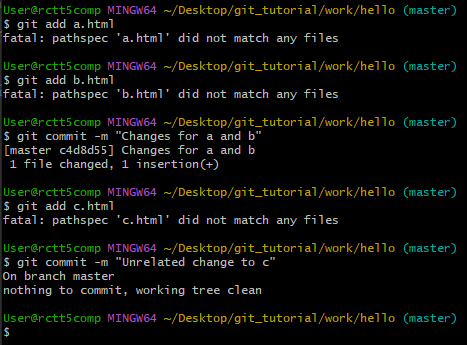 User@rctt5comp MINGW64 ~/Desktop/git_tutorial/work/hello (master)
$ git add a.html
fatal: pathspec 'a.html' did not match any files
User@rctt5comp MINGW64 ~/Desktop/git_tutorial/work/hello (master)
$ git add b.html
fatal: pathspec 'b.html' did not match any files
User@rctt5comp MINGW64 ~/Desktop/git_tutorial/work/hello (master)
$ git commit -m "Changes for a and b"
[master c4d8d55] Changes for a and b
 1 file changed, 1 insertion(+)
User@rctt5comp MINGW64 ~/Desktop/git_tutorial/work/hello (master)
$ git add c.html
fatal: pathspec 'c.html' did not match any files
User@rctt5comp MINGW64 ~/Desktop/git_tutorial/work/hello (master)
$ git commit -m "Unrelated change to c"
On branch master
nothing to commit, working tree clean
User@rctt5comp MINGW64 ~/Desktop/git_tutorial/work/hello (master)
$